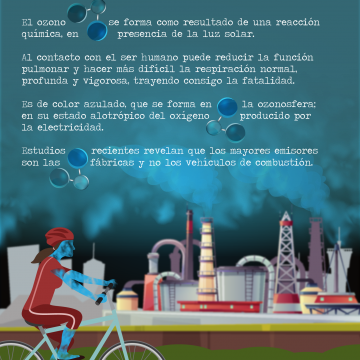 El ozono se forma como resultado de una reacción
química, en presencia de la luz solar.
Al contacto con el ser humano puede reducir la función
pulmonar y hacer más difícil la respiración normal,
profunda y vigorosa, trayendo consigo la fatalidad.
Es de color azulado, que se forma en la ozonosfera;
en su estado alotrópico del oxígeno producido por
la electricidad.
Estudios recientes revelan que los mayores emisores
son las fábricas y no los vehículos de combustión.